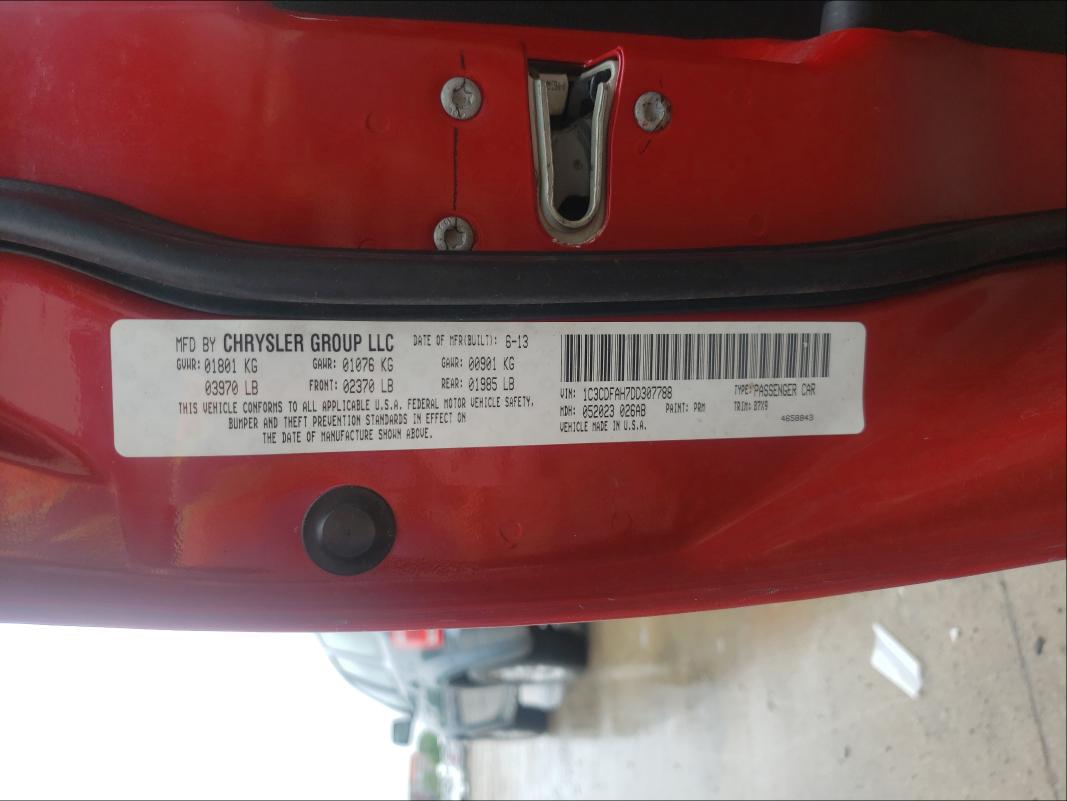 MFD BY CHRYSLER GROUP LLC DATE OF MFR(BUILT): 6-13
GVWR: 01801 KG GAWR: 01076 KG GAWR: 00901 KG
03970 LB FRONT: 02370 LB REAR: 01985 LB
THIS VEHICLE CONFORMS TO ALL APPLICABLE U.S.A. FEDERAL MOTOR VEHICLE SAFETY,
BUMPER AND THEFT PREVENTION STANDARDS IN EFFECT ON
THE DATE OF MANUFACTURE SHOWN ABOVE.
VIN: 1C3CDFAH7DD307788 TYPE: PASSENGER CAR
MDH: 052023 026AB PAINT: PRM TRIM: B7X9
VEHICLE MADE IN U.S.A. 4658843